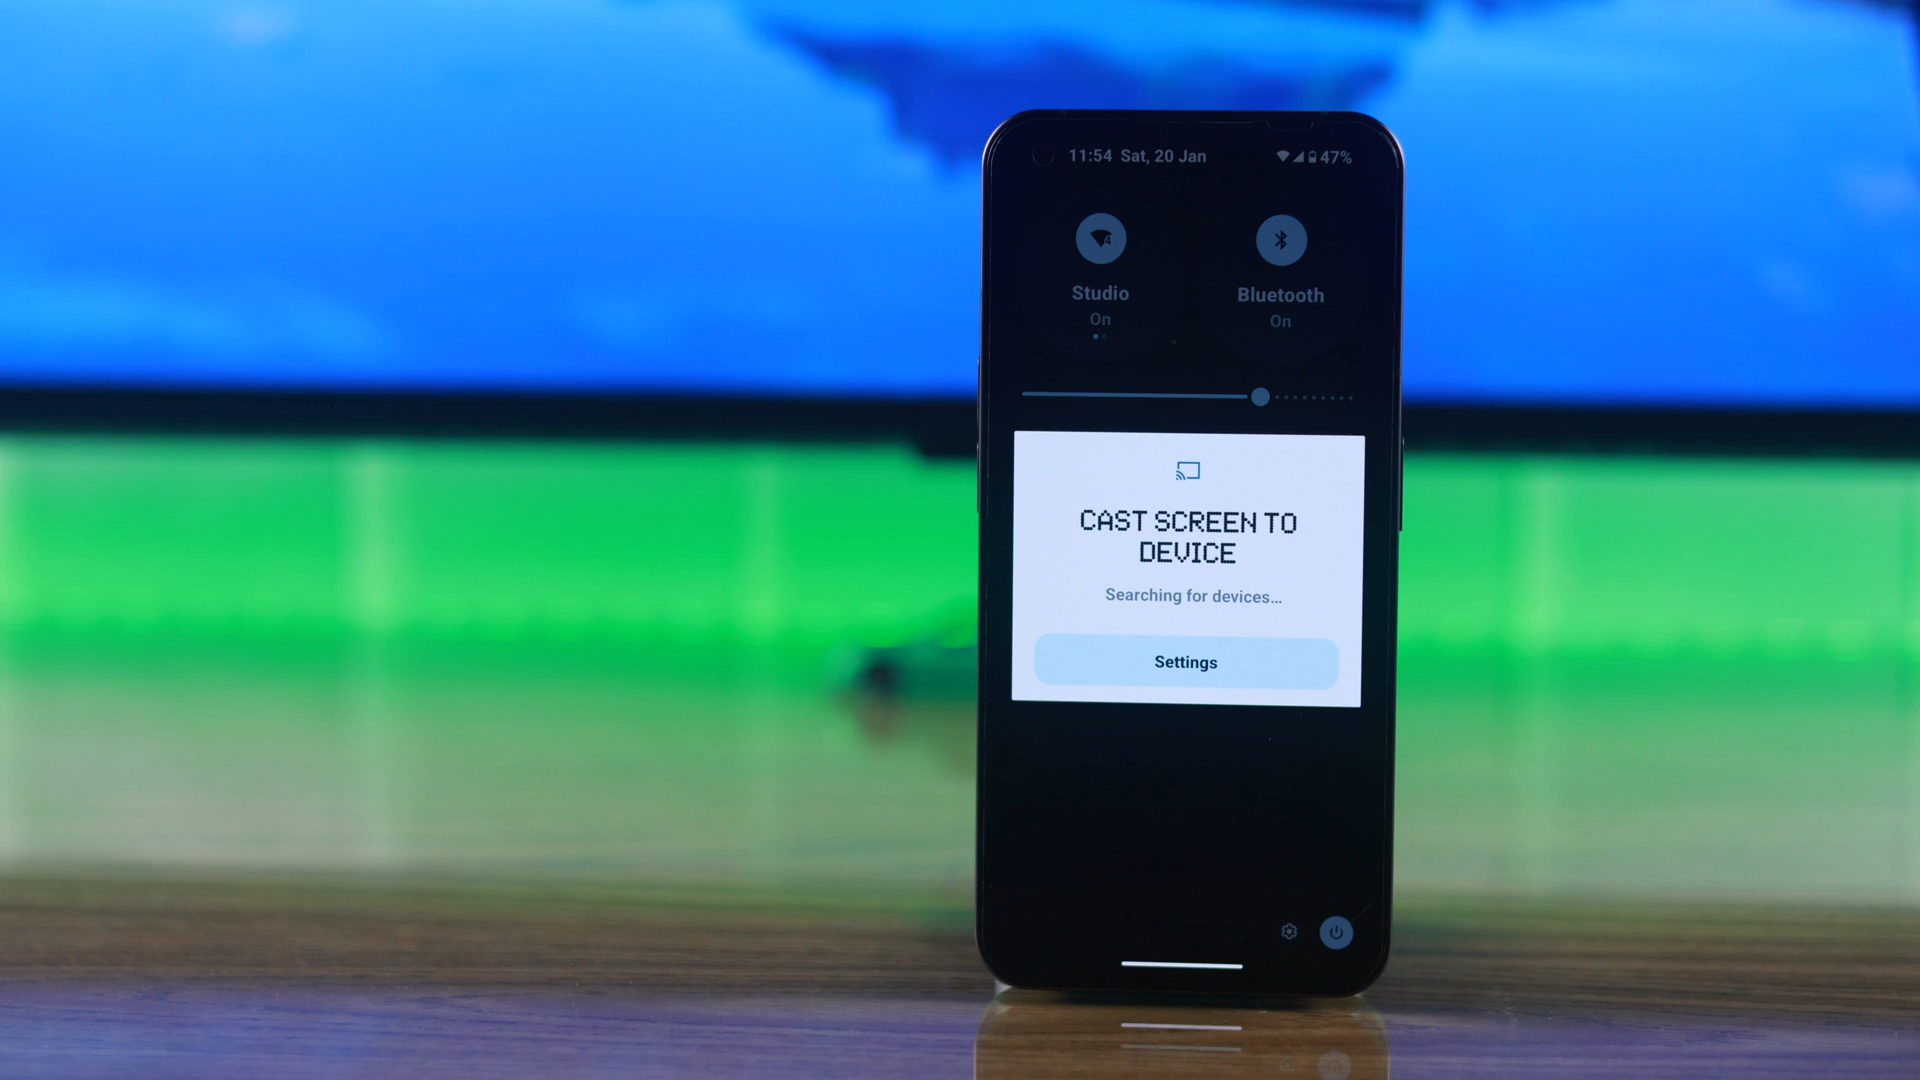 11:54 Sat, 20 Jan 47%
Studio
On
Bluetooth
On
CAST SCREEN TO
DEVICE
Searching for devices...
Settings